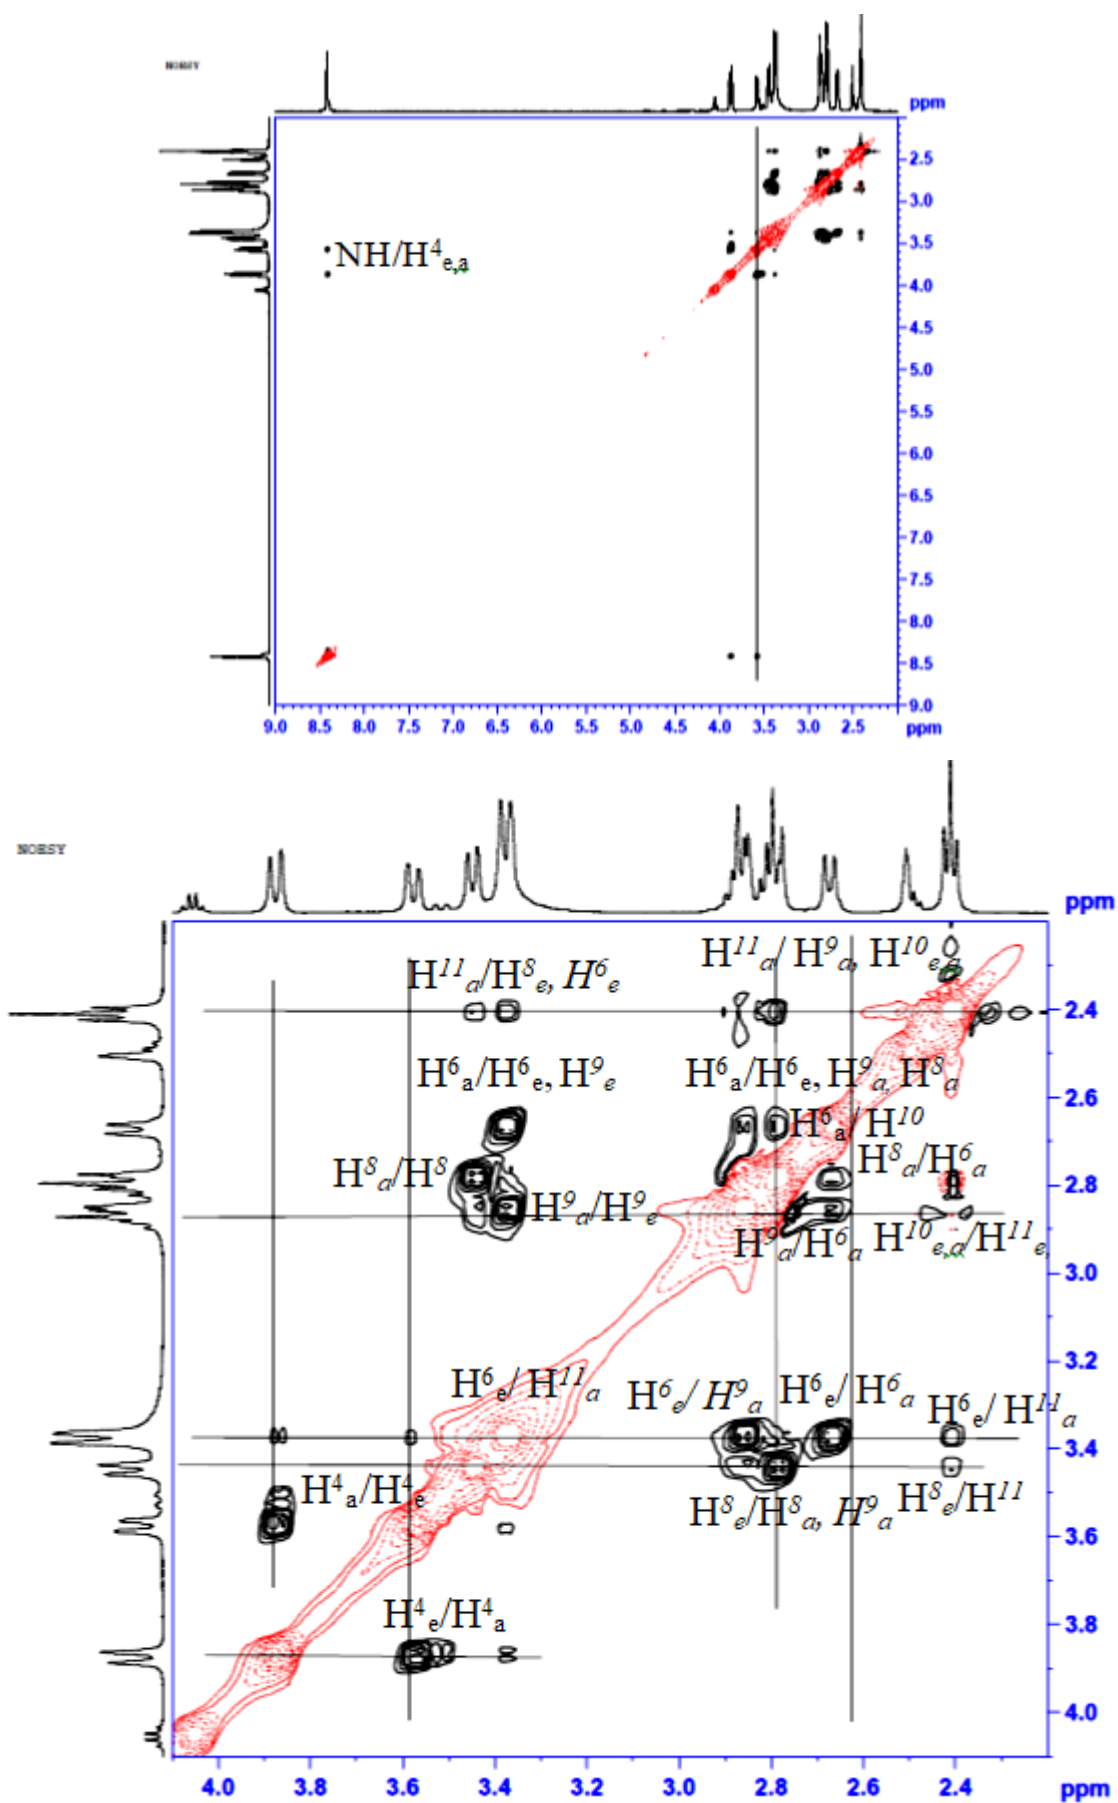 NOESY
ppm
2.5
3.0
NH/H⁴e,a
3.5
4.0
4.5
5.0
5.5
6.0
6.5
7.0
7.5
8.0
8.5
9.0
9.0 8.5 8.0 7.5 7.0 6.5 6.0 5.5 5.0 4.5 4.0 3.5 3.0 2.5 ppm
NOESY
ppm
H¹¹a/H⁸e, H⁶e H¹¹a/ H⁹a, H¹⁰e,a
2.4
H⁶a/H⁶e, H⁹e H⁶a/H⁶e, H⁹a, H⁸a
2.6
H⁶a/H¹⁰
H⁸a/H⁸ H⁸a/H⁶a
2.8
H⁹a/H⁹e
H⁹a/H⁶a H¹⁰e,a/H¹¹e,
3.0
3.2
H⁶e/H¹¹a H⁶e/H⁹a H⁶e/H⁶a H⁶e/H¹¹a
3.4
H⁴a/H⁴e H⁸e/H⁸a, H⁹a H⁸e/H¹¹
3.6
H⁴e/H⁴a
3.8
4.0
4.0 3.8 3.6 3.4 3.2 3.0 2.8 2.6 2.4 ppm